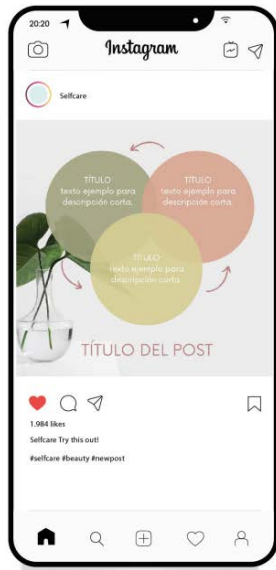 20:20
Instagram
Selfcare
TÍTULO
texto ejemplo para
descripción corta.
TÍTULO
texto ejemplo para
descripción corta.
TÍTULO
texto ejemplo para
descripción corta.
TÍTULO DEL POST
1.984 likes
Selfcare Try this out!
#selfcare #beauty #newpost